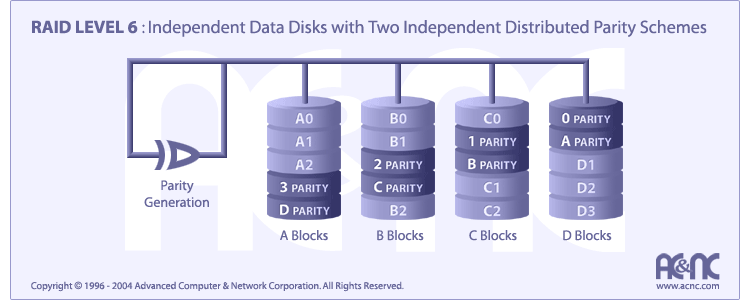 RAID LEVEL 6 : Independent Data Disks with Two Independent Distributed Parity Schemes
A0
A1
A2
3 PARITY
D PARITY
A Blocks
B0
B1
2 PARITY
C PARITY
B2
B Blocks
C0
1 PARITY
B PARITY
C1
C2
C Blocks
0 PARITY
A PARITY
D1
D2
D3
D Blocks
Parity
Generation
AC&NC
www.acnc.com
Copyright © 1996 - 2004 Advanced Computer & Network Corporation. All Rights Reserved.
AC&NC